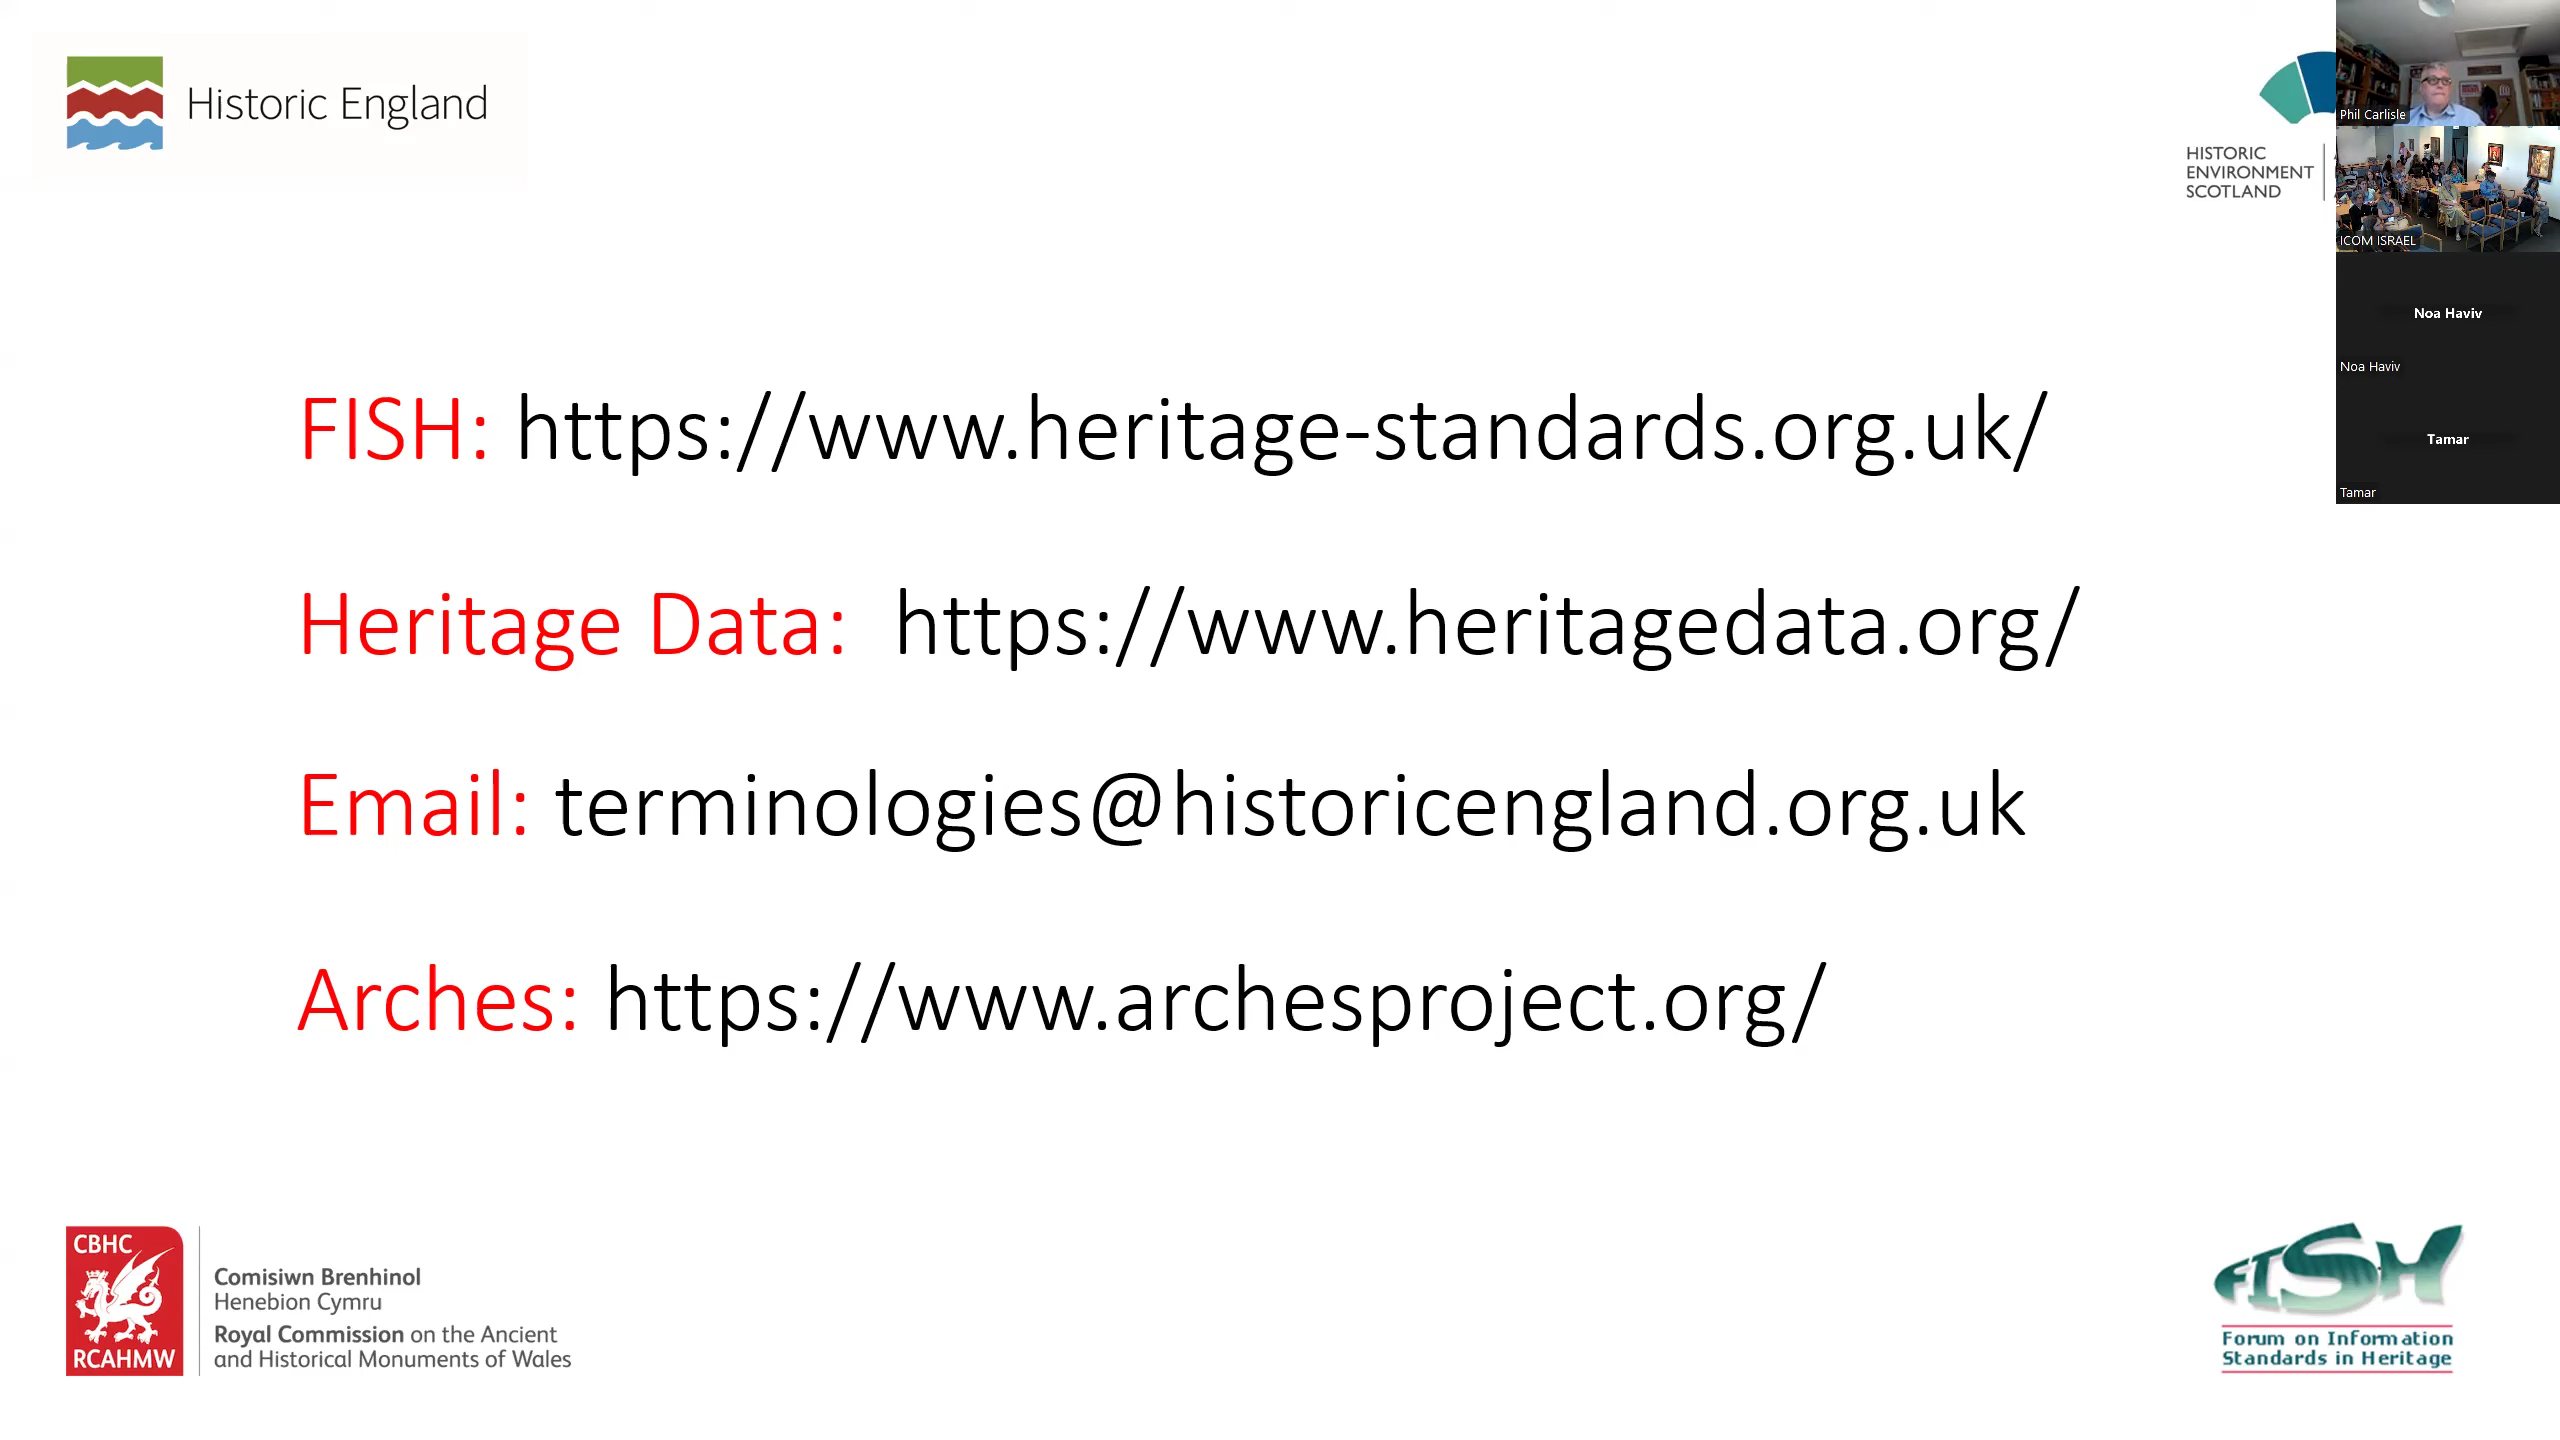 Historic England
HISTORIC
ENVIRONMENT
SCOTLAND
Phil Carlisle
ICOM ISRAEL
Noa Haviv
Noa Haviv
Tamar
Tamar
FISH: https://www.heritage-standards.org.uk/
Heritage Data: https://www.heritagedata.org/
Email: terminologies@historicengland.org.uk
Arches: https://www.archesproject.org/
CBHC
RCAHMW
Comisiwn Brenhinol
Henebion Cymru
Royal Commission on the Ancient
and Historical Monuments of Wales
FISH
Forum on Information
Standards in Heritage